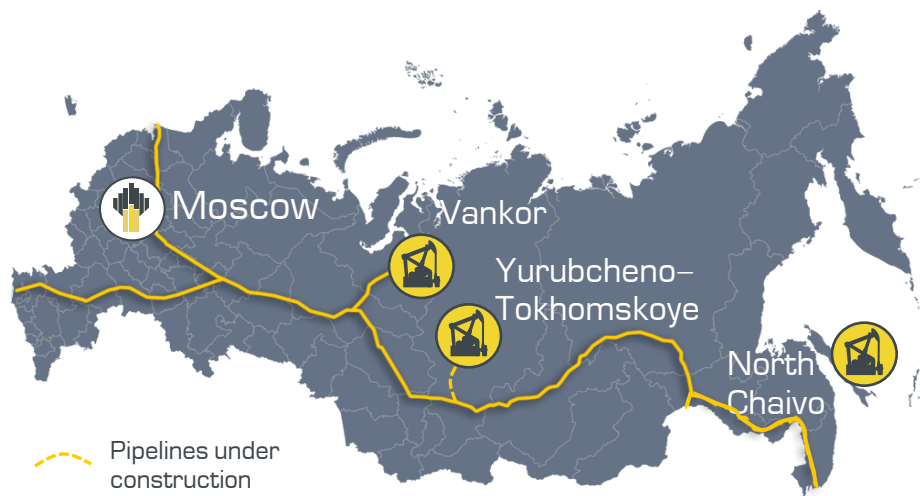 Moscow
Vankor
Yurubcheno–
Tokhomskoye
North
Chaivo
Pipelines under
construction